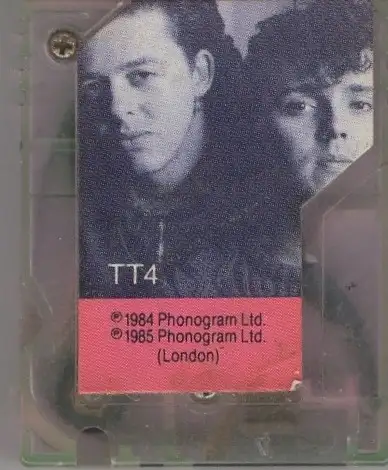 TT4
℗1984 Phonogram Ltd.
℗1985 Phonogram Ltd.
(London)